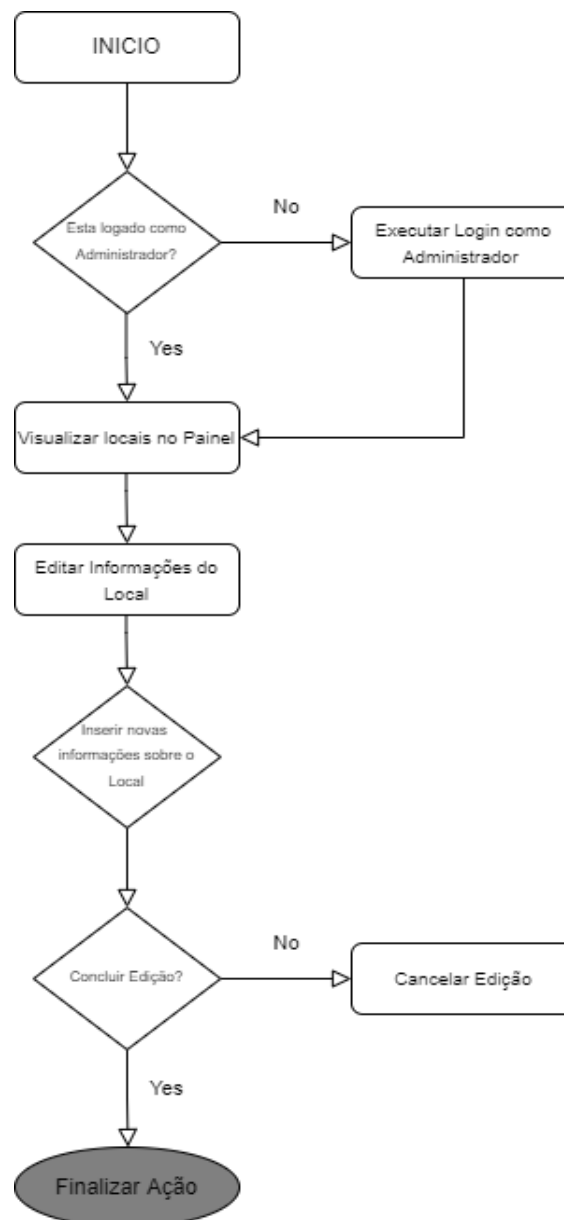 INICIO
Esta logado como
Administrador?
No
Executar Login como
Administrador
Yes
Visualizar locais no Painel
Editar Informações do
Local
Inserir novas
informações sobre o
Local
Concluir Edição?
No
Cancelar Edição
Yes
Finalizar Ação